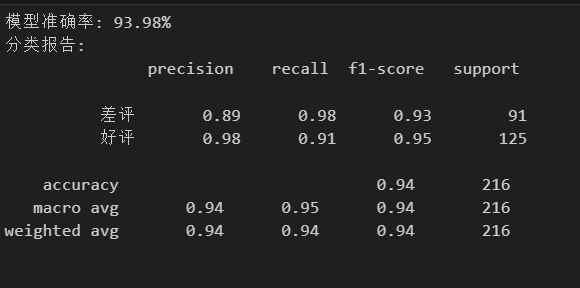 模型准确率: 93.98%
分类报告:
precision recall f1-score support
差评 0.89 0.98 0.93 91
好评 0.98 0.91 0.95 125
accuracy 0.94 216
macro avg 0.94 0.95 0.94 216
weighted avg 0.94 0.94 0.94 216